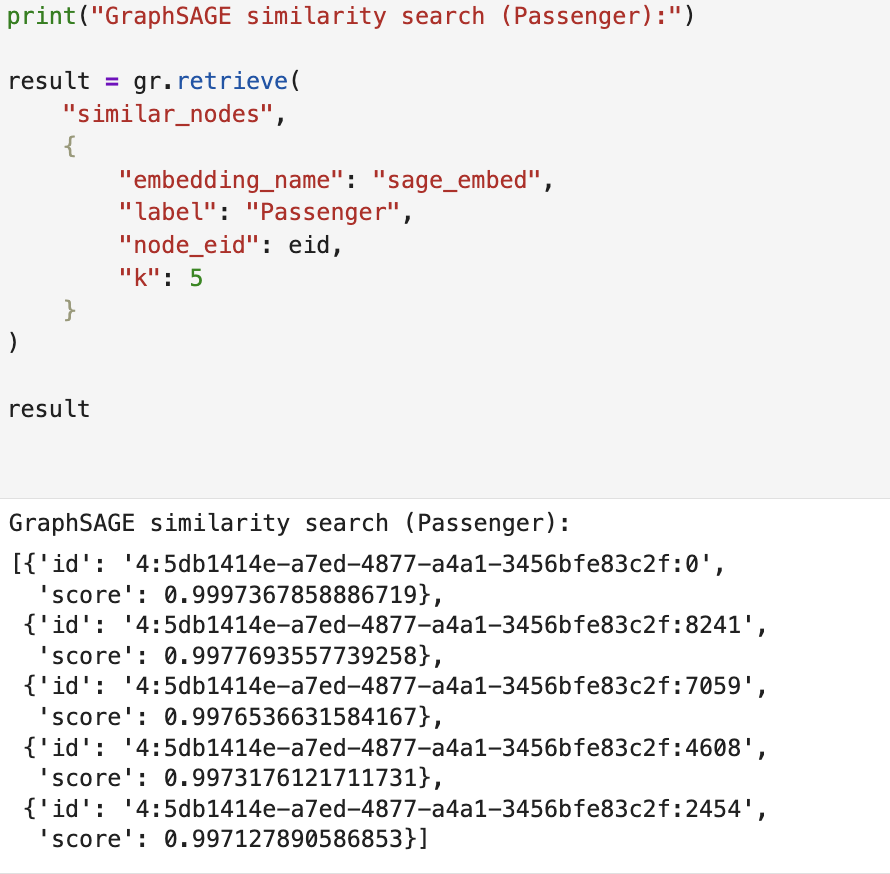 print("GraphSAGE similarity search (Passenger):")
result = gr.retrieve(
    "similar_nodes",
    {
        "embedding_name": "sage_embed",
        "label": "Passenger",
        "node_eid": eid,
        "k": 5
    }
)
result
GraphSAGE similarity search (Passenger):
[{'id': '4:5db1414e-a7ed-4877-a4a1-3456bfe83c2f:0',
  'score': 0.9997367858886719},
 {'id': '4:5db1414e-a7ed-4877-a4a1-3456bfe83c2f:8241',
  'score': 0.9977693557739258},
 {'id': '4:5db1414e-a7ed-4877-a4a1-3456bfe83c2f:7059',
  'score': 0.9976536631584167},
 {'id': '4:5db1414e-a7ed-4877-a4a1-3456bfe83c2f:4608',
  'score': 0.9973176121711731},
 {'id': '4:5db1414e-a7ed-4877-a4a1-3456bfe83c2f:2454',
  'score': 0.997127890586853}]